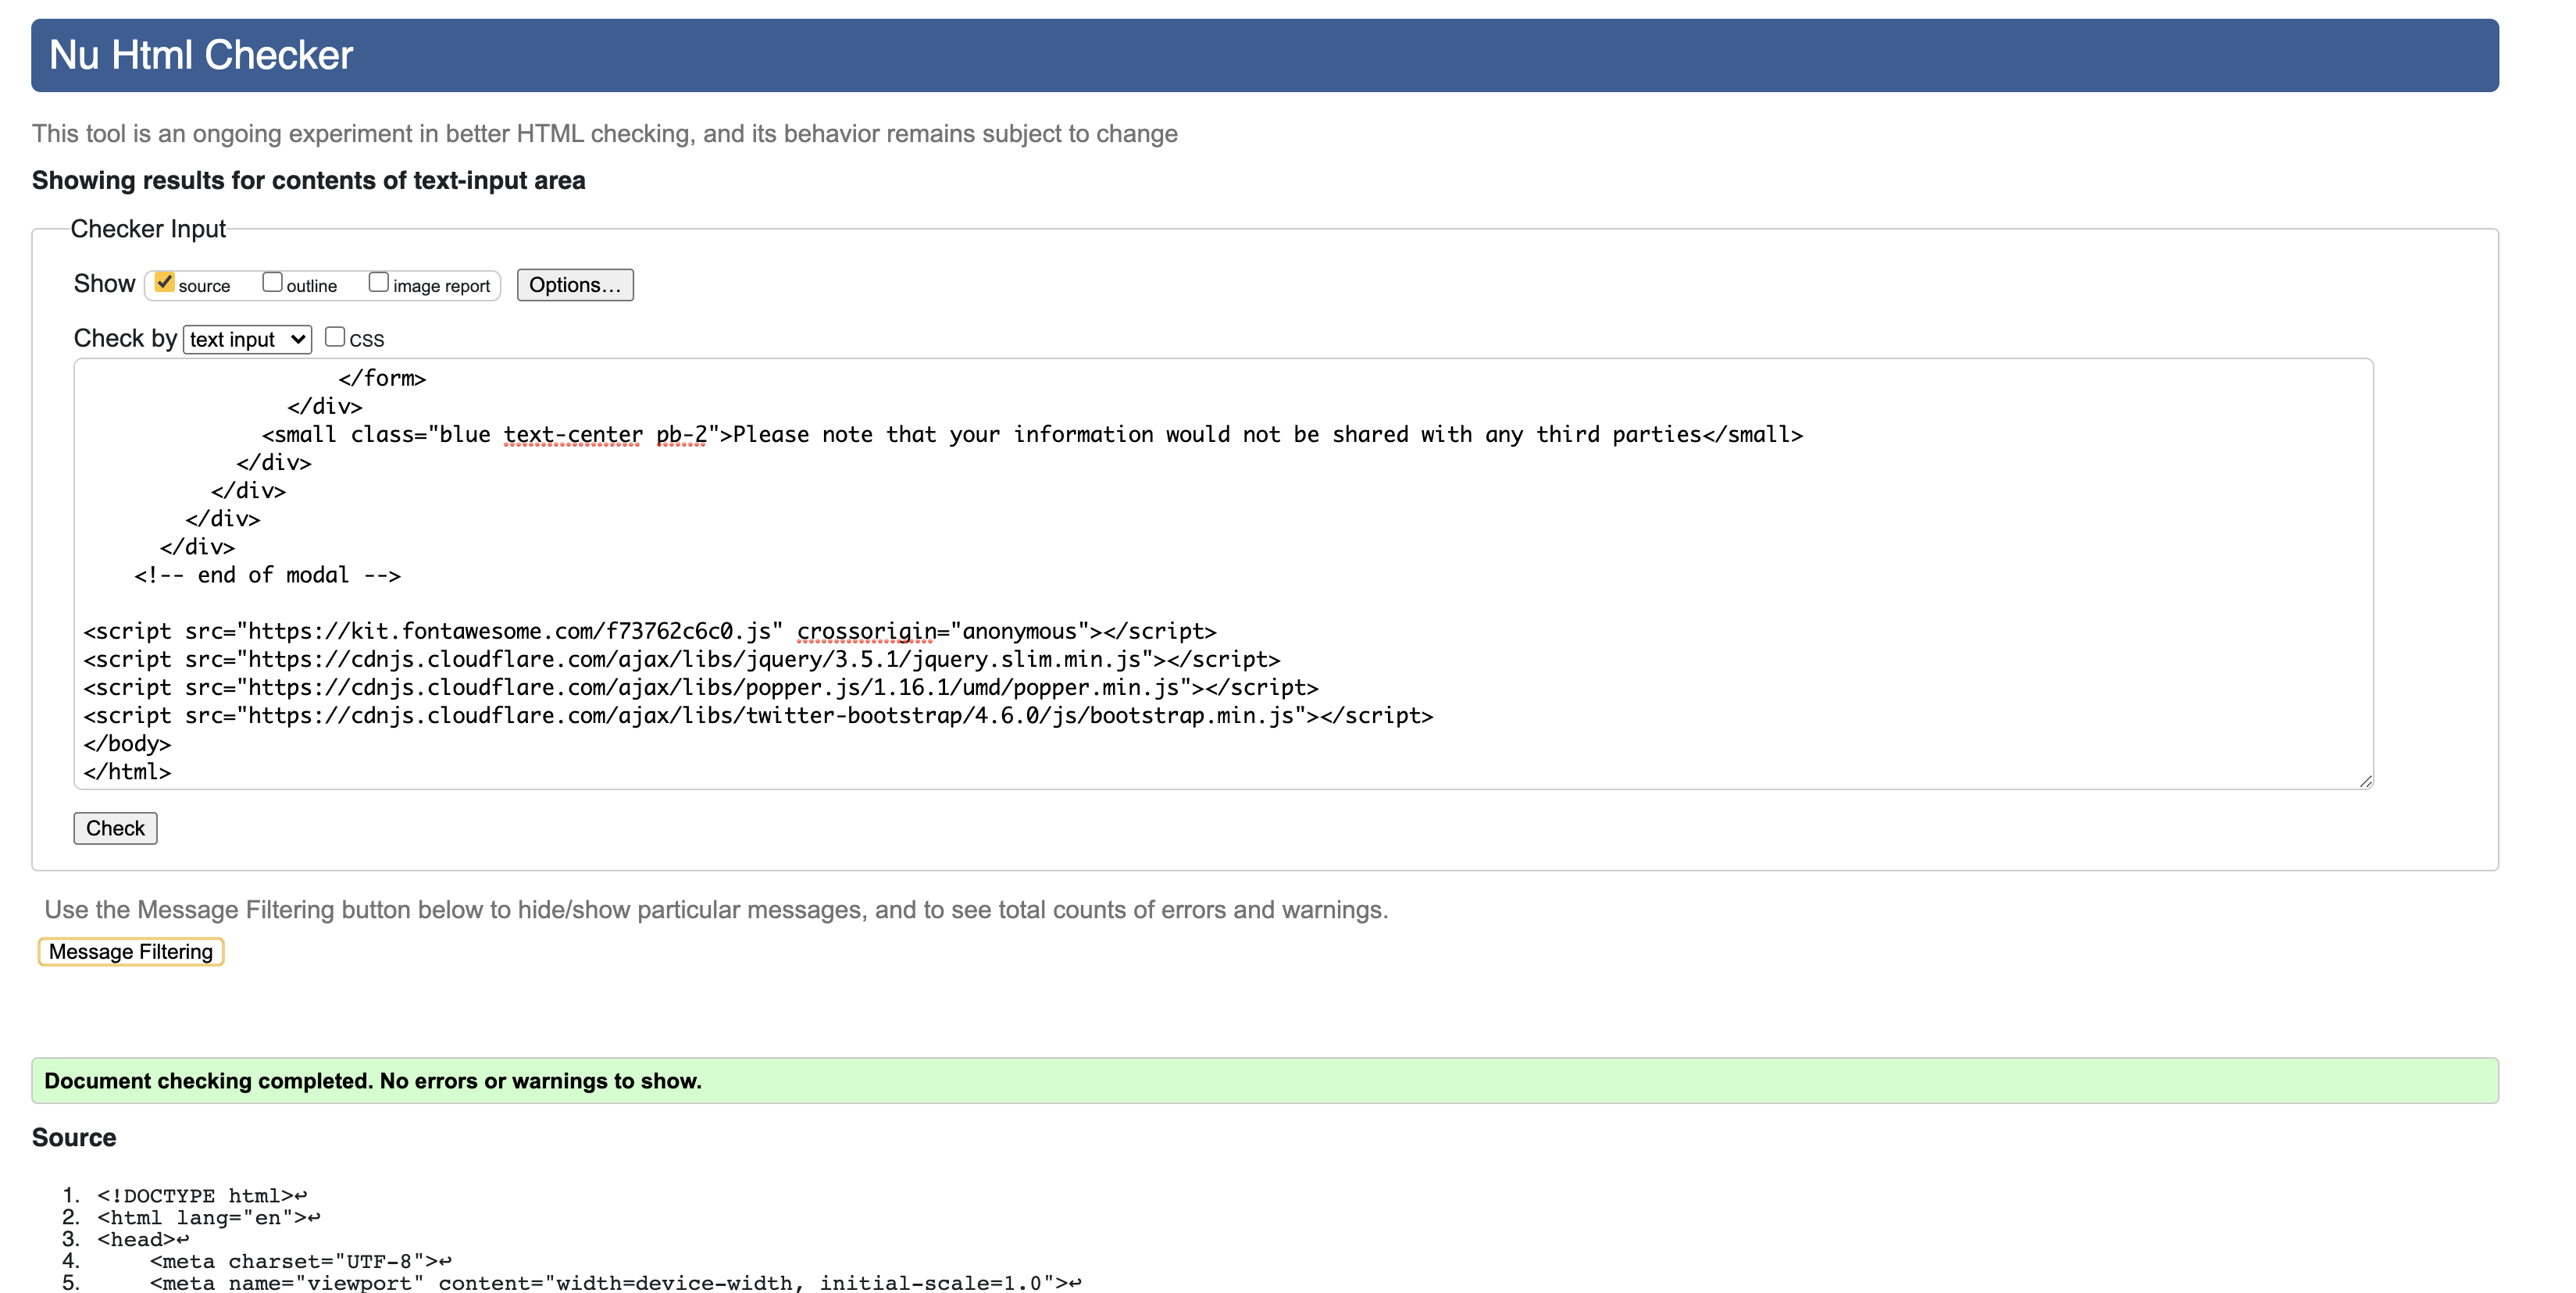 Nu Html Checker
This tool is an ongoing experiment in better HTML checking, and its behavior remains subject to change
Showing results for contents of text-input area
Checker Input
Show source outline image report Options...
Check by text input CSS
</form>
</div>
<small class="blue text-center pb-2">Please note that your information would not be shared with any third parties</small>
</div>
</div>
</div>
</div>
<!-- end of modal -->
<script src="https://kit.fontawesome.com/f73762c6c0.js" crossorigin="anonymous"></script>
<script src="https://cdnjs.cloudflare.com/ajax/libs/jquery/3.5.1/jquery.slim.min.js"></script>
<script src="https://cdnjs.cloudflare.com/ajax/libs/popper.js/1.16.1/umd/popper.min.js"></script>
<script src="https://cdnjs.cloudflare.com/ajax/libs/twitter-bootstrap/4.6.0/js/bootstrap.min.js"></script>
</body>
</html>
Check
Use the Message Filtering button below to hide/show particular messages, and to see total counts of errors and warnings.
Message Filtering
Document checking completed. No errors or warnings to show.
Source
1. <!DOCTYPE html>↩
2. <html lang="en">↩
3. <head>↩
4. <meta charset="UTF-8">↩
5. <meta name="viewport" content="width=device-width, initial-scale=1.0">↩